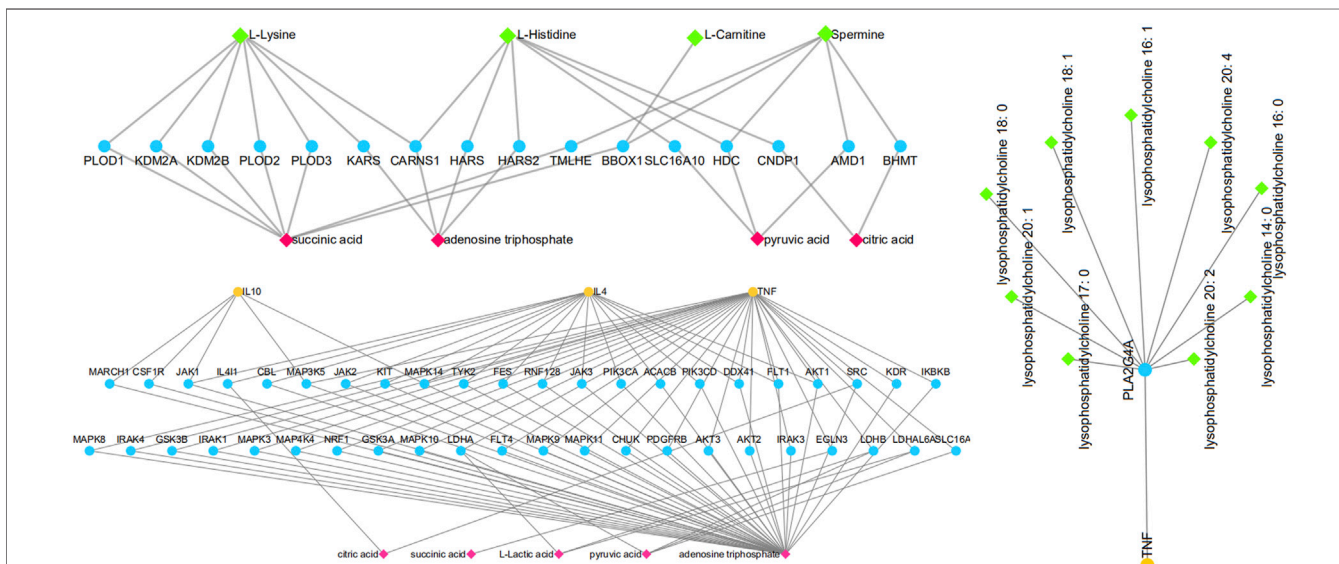 L-Lysine
L-Histidine
L-Carnitine
Spermine
PLOD1
KDM2A
KDM2B
PLOD2
PLOD3
KARS
CARNS1
HARS
HARS2
TMLHE
BBOX1
SLC16A10
HDC
CNDP1
AMD1
BHMT
succinic acid
adenosine triphosphate
pyruvic acid
citric acid
IL10
IL4
TNF
MARCH1
CSF1R
JAK1
IL4I1
CBL
MAP3K5
JAK2
KIT
MAPK14
TYK2
FES
RNF128
JAK3
PIK3CA
ACACB
PIK3CD
DDX41
FLT1
AKT1
SRC
KDR
IKBKB
MAPK8
IRAK4
GSK3B
IRAK1
MAPK3
MAP4K4
NRF1
GSK3A
MAPK10
LDHA
FLT4
MAPK9
MAPK11
CHUK
PDGFRB
AKT3
AKT2
IRAK3
EGLN3
LDHB
LDHAL6A
SLC16A
citric acid
succinic acid
L-Lactic acid
pyruvic acid
adenosine triphosphate
lysophosphatidylcholine 18: 0
lysophosphatidylcholine 18: 1
lysophosphatidylcholine 16: 1
lysophosphatidylcholine 20: 4
lysophosphatidylcholine 16: 0
lysophosphatidylcholine 20: 1
lysophosphatidylcholine 17: 0
lysophosphatidylcholine 20: 2
lysophosphatidylcholine 14: 0
PLA2G4A
TNF